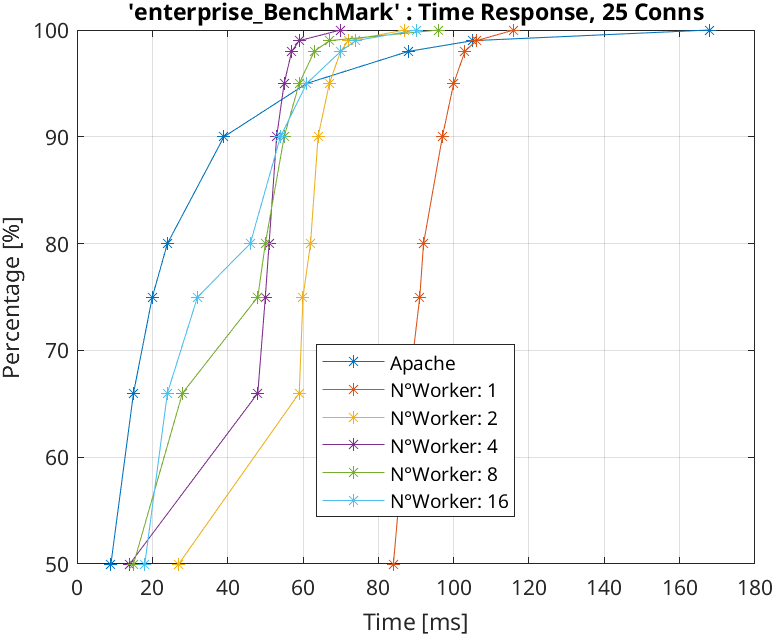 'enterprise_BenchMark' : Time Response, 25 Conns
100
90
80
70
60
50
Percentage [%]
Apache
N°Worker: 1
N°Worker: 2
N°Worker: 4
N°Worker: 8
N°Worker: 16
0 20 40 60 80 100 120 140 160 180
Time [ms]